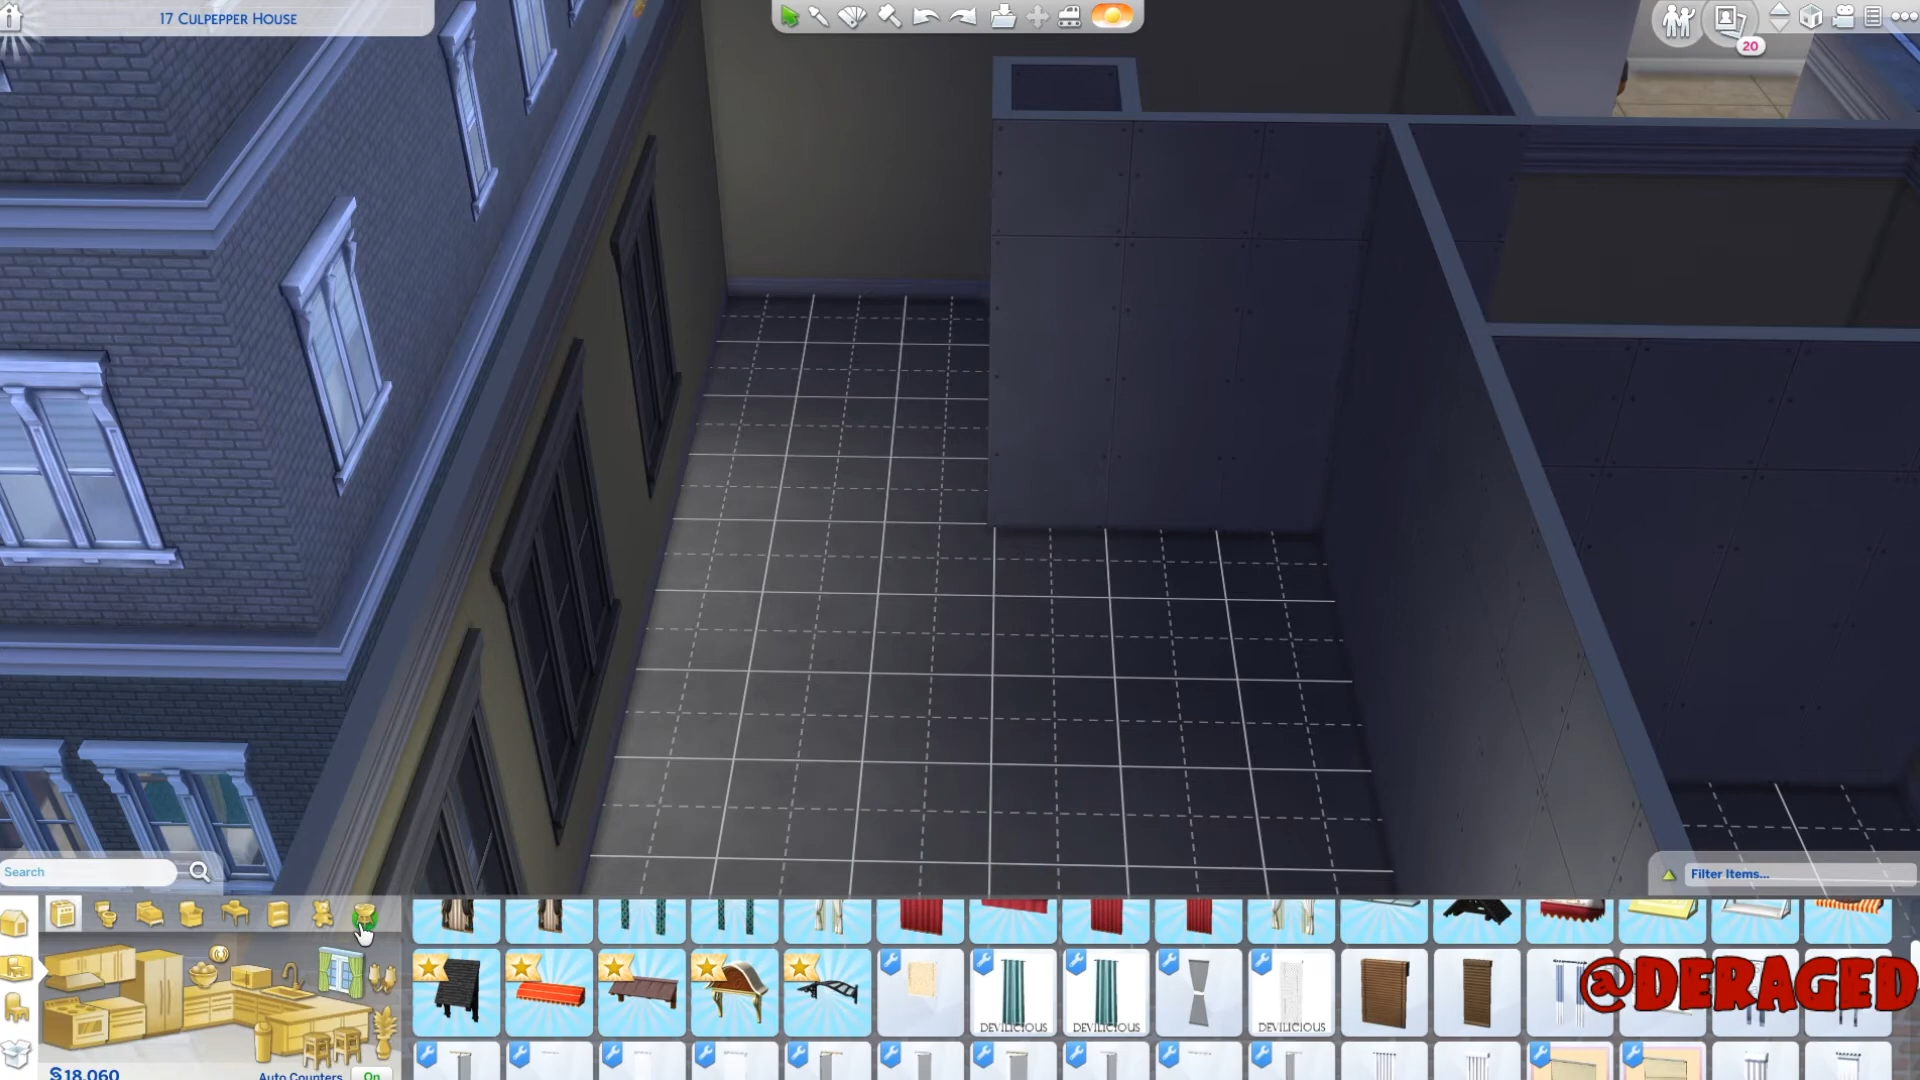 17 CULPEPPER HOUSE
20
Search
Filter Items...
DEVILICIOUS
DEVILICIOUS
DEVILICIOUS
@DERAGED
§18,060
Auto Counters
On